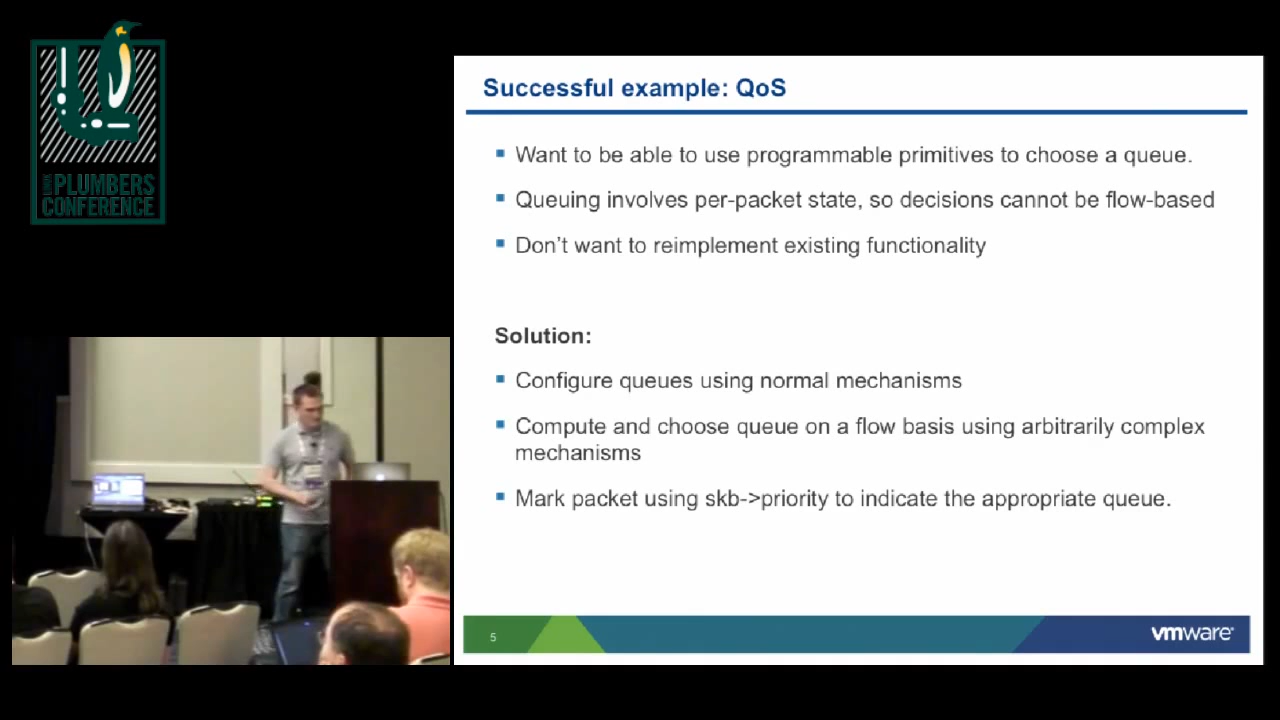 LINUX
PLUMBERS
CONFERENCE
Successful example: QoS
Want to be able to use programmable primitives to choose a queue.
Queuing involves per-packet state, so decisions cannot be flow-based
Don’t want to reimplement existing functionality
Solution:
Configure queues using normal mechanisms
Compute and choose queue on a flow basis using arbitrarily complex
mechanisms
Mark packet using skb->priority to indicate the appropriate queue.
5
vmware®